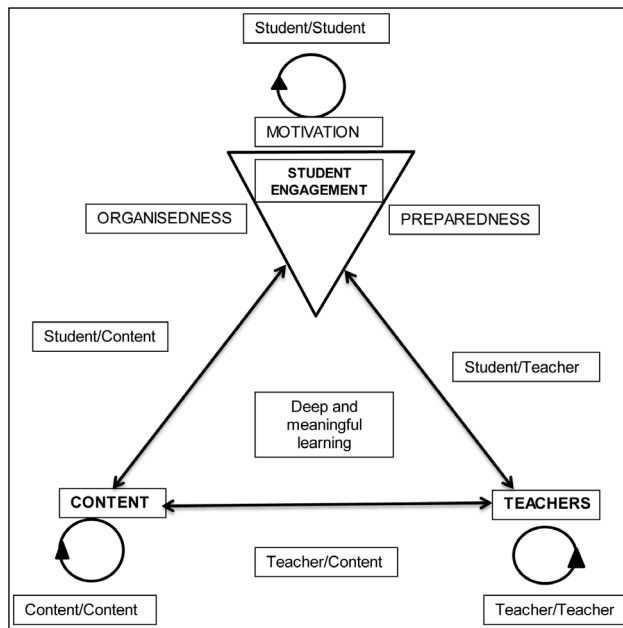 Student/Student
MOTIVATION
STUDENT
ENGAGEMENT
ORGANISEDNESS
PREPAREDNESS
Student/Content
Student/Teacher
Deep and
meaningful
learning
CONTENT
TEACHERS
Teacher/Content
Content/Content
Teacher/Teacher